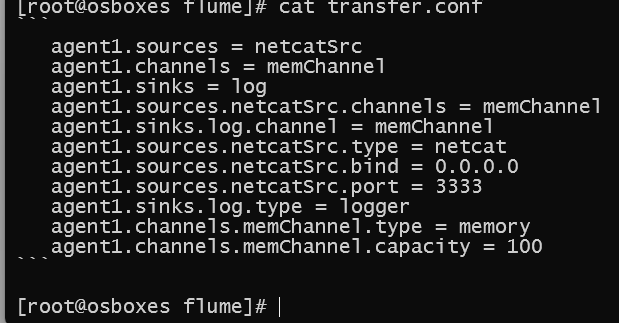 [root@osboxes flume]# cat transfer.conf
```
agent1.sources = netcatSrc
agent1.channels = memChannel
agent1.sinks = log
agent1.sources.netcatSrc.channels = memChannel
agent1.sinks.log.channel = memChannel
agent1.sources.netcatSrc.type = netcat
agent1.sources.netcatSrc.bind = 0.0.0.0
agent1.sources.netcatSrc.port = 3333
agent1.sinks.log.type = logger
agent1.channels.memChannel.type = memory
agent1.channels.memChannel.capacity = 100
```
[root@osboxes flume]#